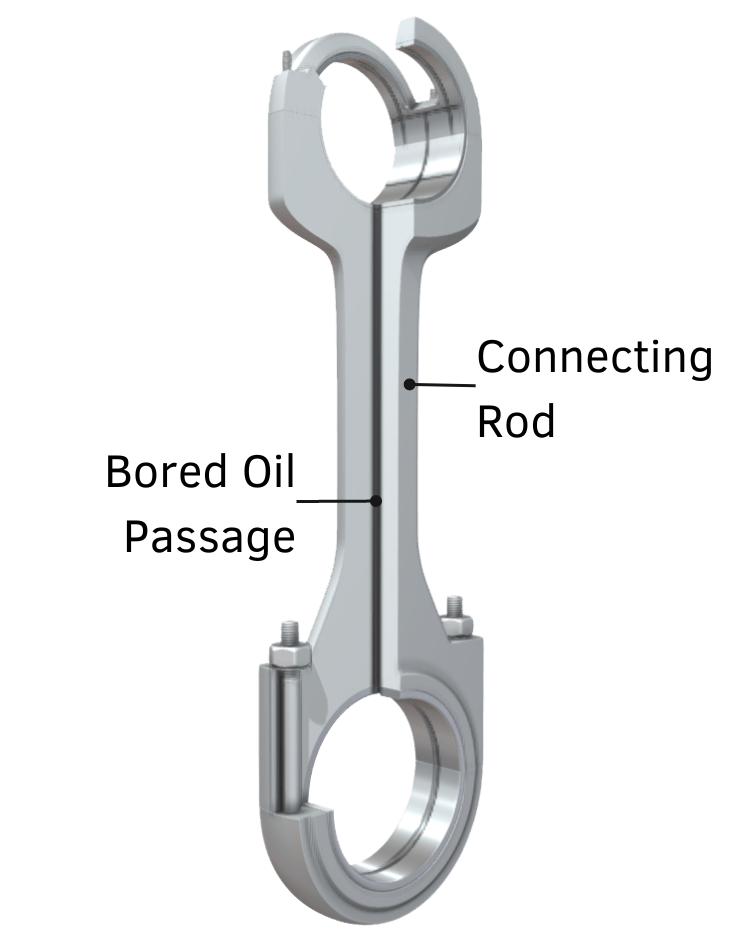 Connecting
Rod
Bored Oil
Passage